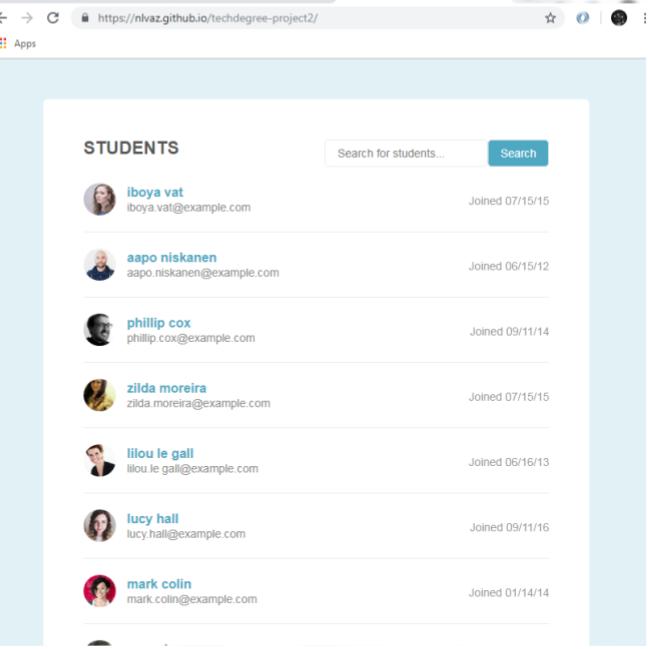 https://nlvaz.github.io/techdegree-project2/
Apps
STUDENTS
Search for students...
Search
iboya vat
iboya.vat@example.com
Joined 07/15/15
aapo niskanen
aapo.niskanen@example.com
Joined 06/15/12
phillip cox
phillip.cox@example.com
Joined 09/11/14
zilda moreira
zilda.moreira@example.com
Joined 07/15/15
lilou le gall
lilou.le gall@example.com
Joined 06/16/13
lucy hall
lucy.hall@example.com
Joined 09/11/16
mark colin
mark.colin@example.com
Joined 01/14/14